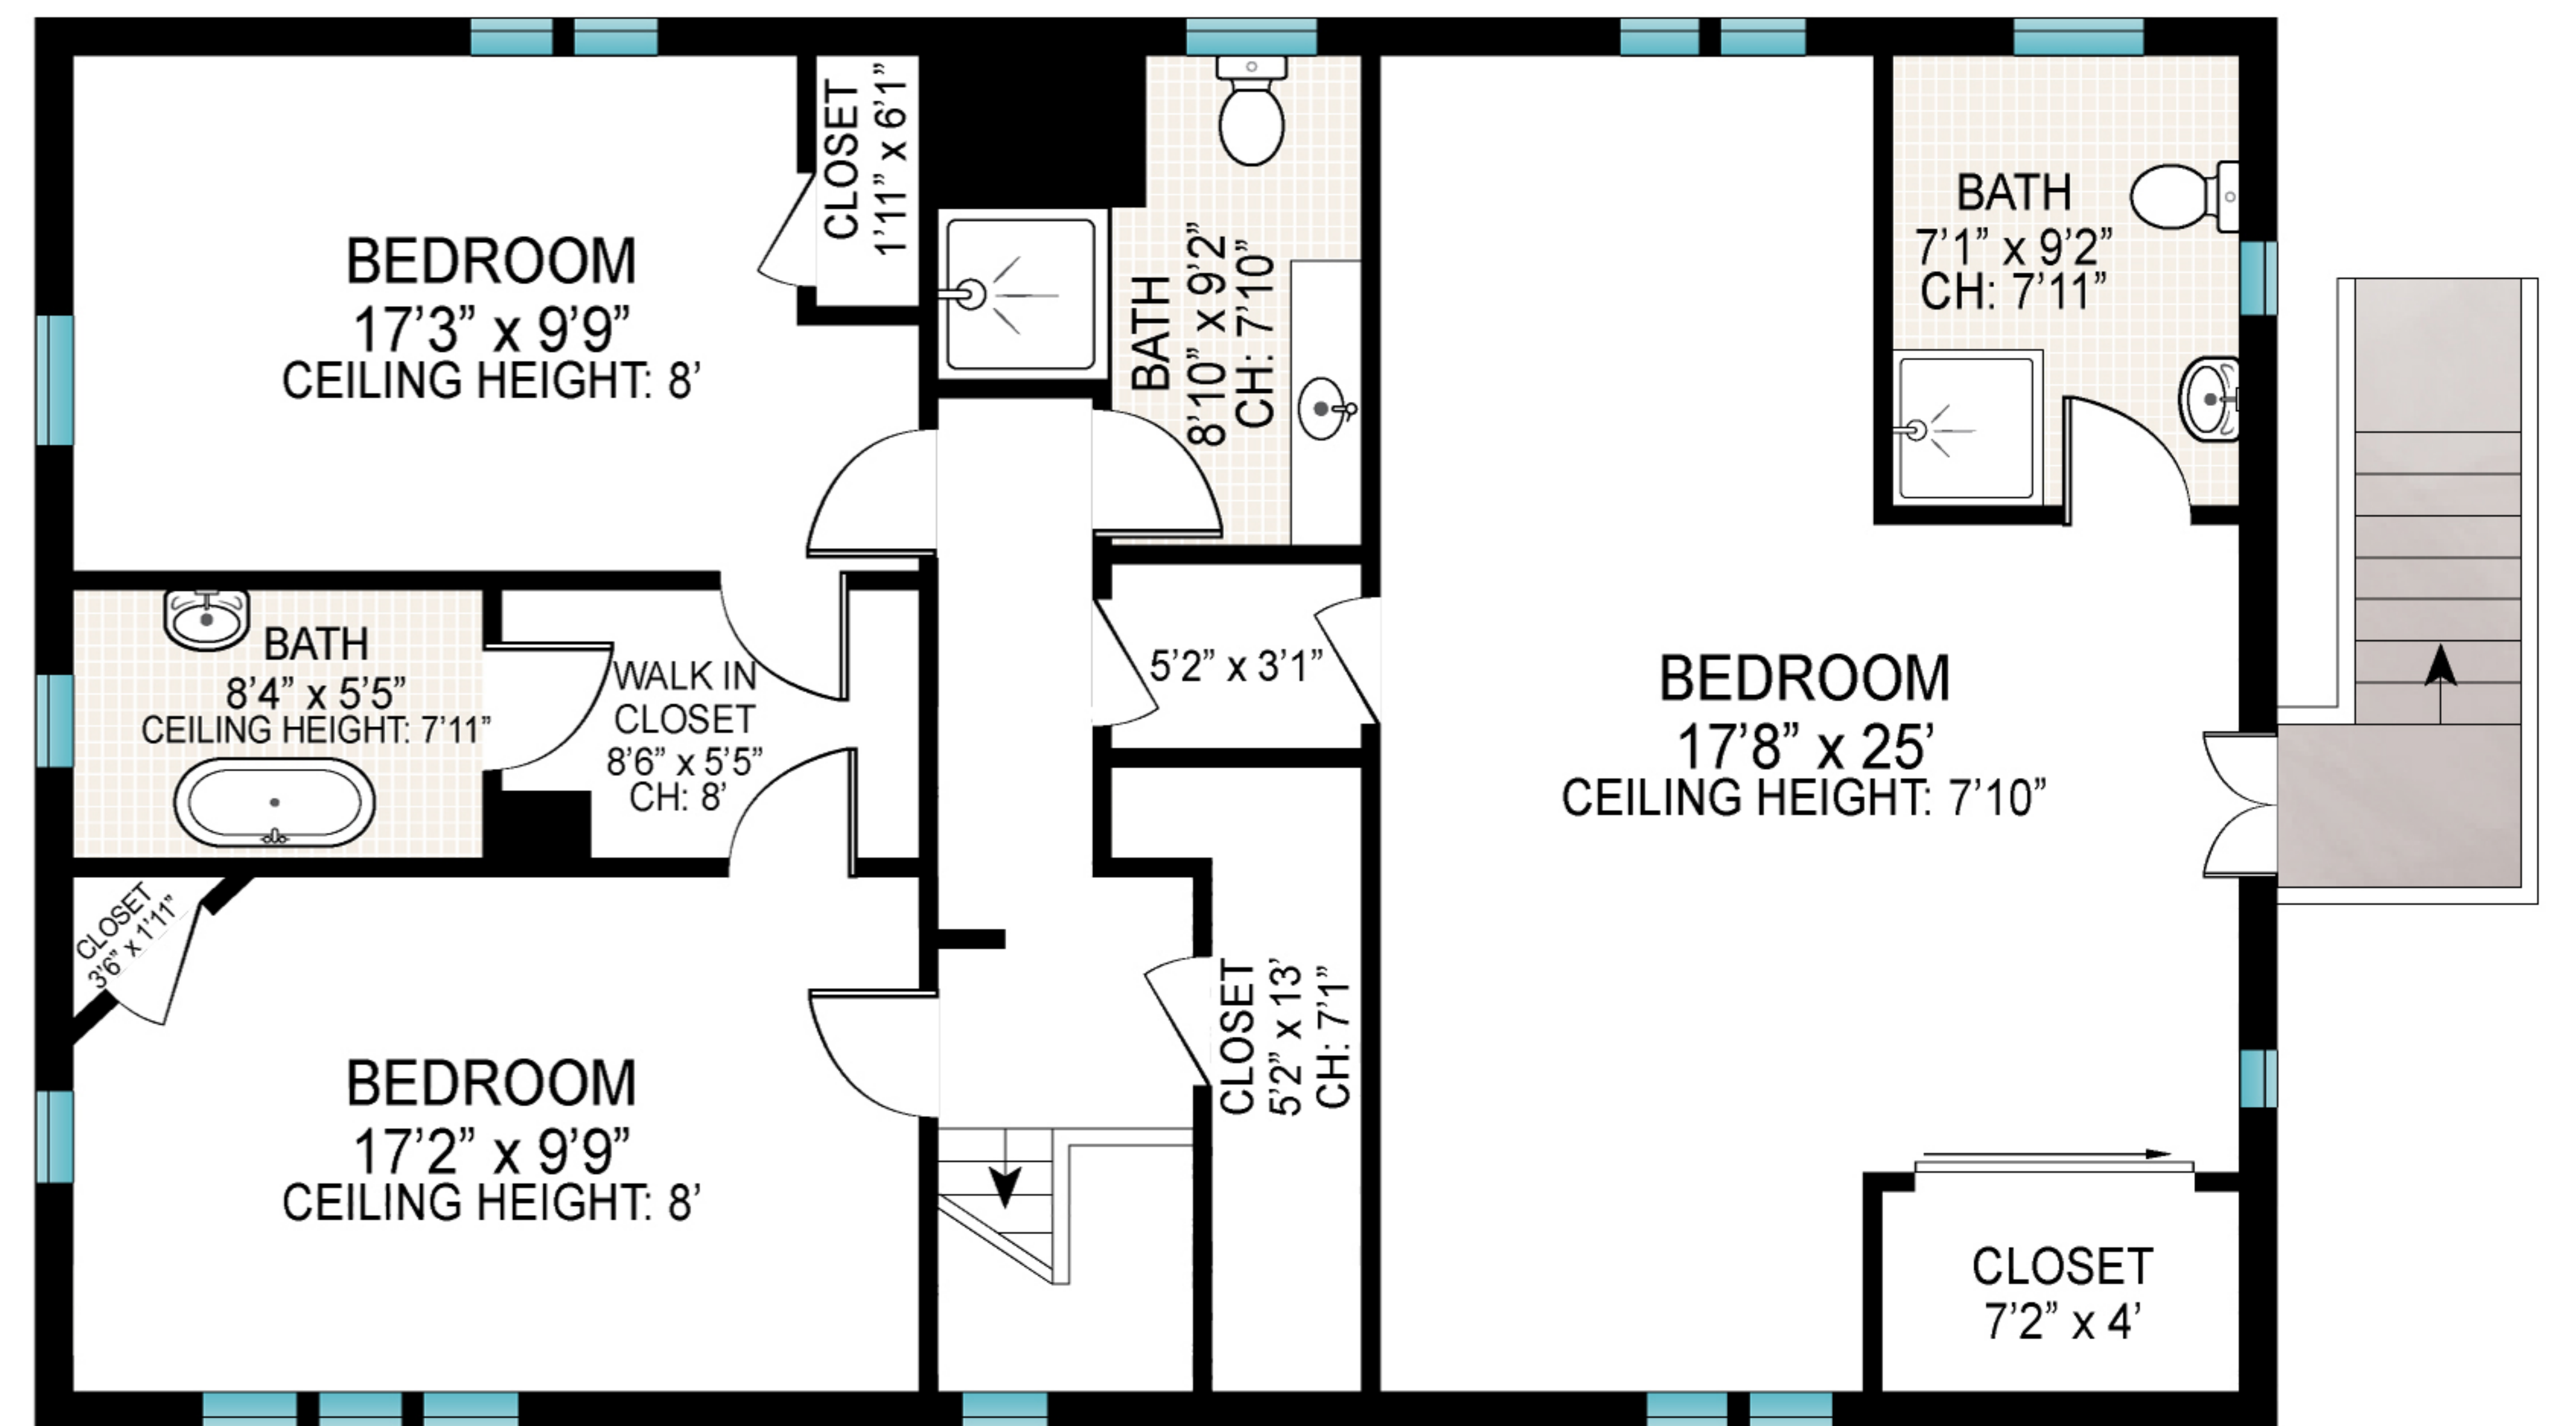 CLOSET
1’11” x 6’1”
BEDROOM
17’3” x 9’9”
CEILING HEIGHT: 8’
BATH
8’10” x 9’2”
CH: 7’10”
BATH
7’1” x 9’2”
CH: 7’11”
BATH
8’4” x 5’5”
CEILING HEIGHT: 7’11”
WALK IN
CLOSET
8’6” x 5’5”
CH: 8’
5’2” x 3’1”
BEDROOM
17’8” x 25’
CEILING HEIGHT: 7’10”
CLOSET
3’6” x 1’11”
BEDROOM
17’2” x 9’9”
CEILING HEIGHT: 8’
CLOSET
5’2” x 13’
CH: 7’1”
CLOSET
7’2” x 4’